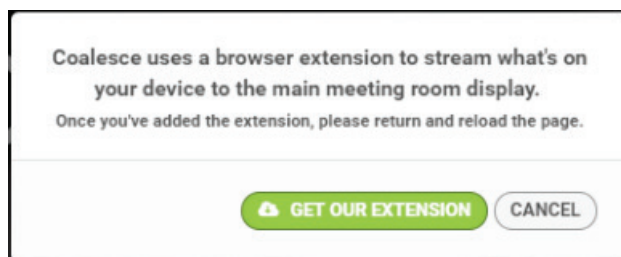 Coalesce uses a browser extension to stream what's on
your device to the main meeting room display.
Once you've added the extension, please return and reload the page.
GET OUR EXTENSION
CANCEL